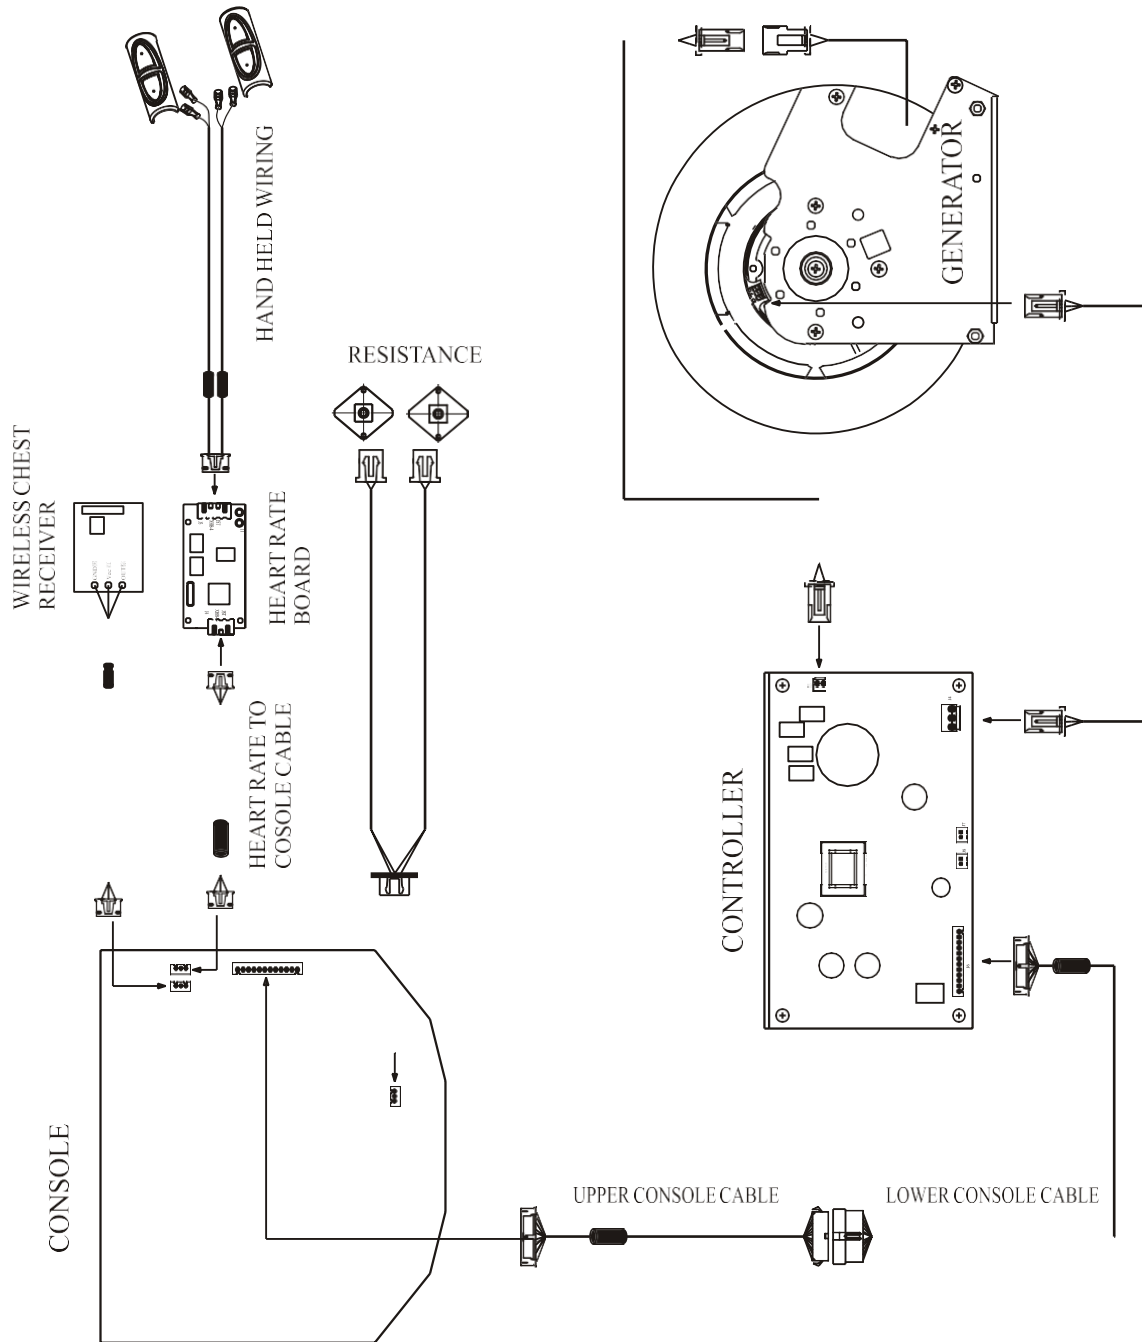 HAND HELD WIRING
GENERATOR
RESISTANCE
WIRELESS CHEST
RECEIVER
HEART RATE
BOARD
HEART RATE TO
COSOLE CABLE
CONTROLLER
CONSOLE
UPPER CONSOLE CABLE
LOWER CONSOLE CABLE